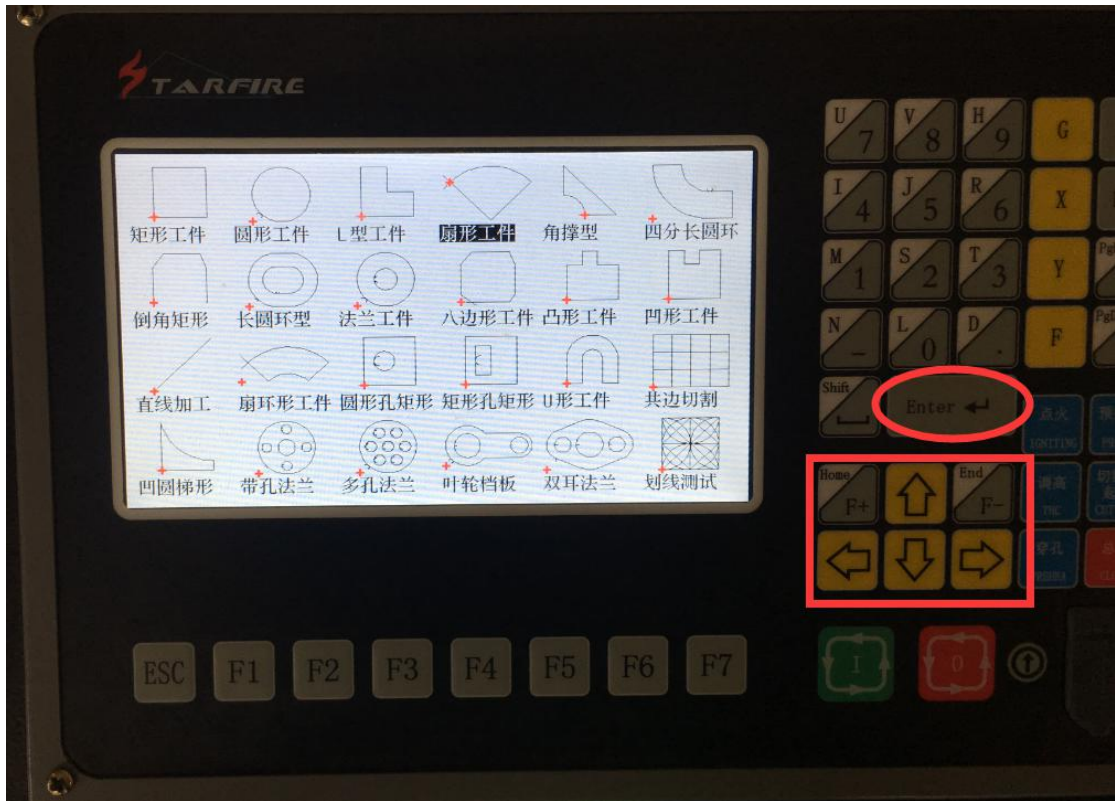 STARFIRE
矩形工件 圆形工件 L型工件 扇形工件 角撑型 四分长圆环
倒角矩形 长圆环型 法兰工件 八边形工件 凸形工件 凹形工件
直线加工 扇环形工件 圆形孔矩形 矩形孔矩形 U形工件 共边切割
凹圆梯形 带孔法兰 多孔法兰 叶轮档板 双耳法兰 划线测试
ESC F1 F2 F3 F4 F5 F6 F7
U 7 V 8 H 9 G
I 4 J 5 R 6 X
M 1 S 2 T 3 Y
N - L 0 D . F
Shift Enter 点火
IGNITING
Home F+ End F- 调高
THC
穿孔
I O